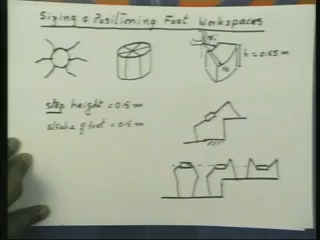 Sizing & Positioning Foot Workspaces
h = 0.55 m
step height = 0.5 m
stroke of foot = 0.5 m